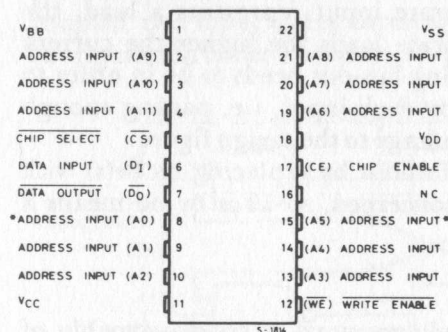 VBB 1 22 VSS
ADDRESS INPUT (A9) 2 21 (A8) ADDRESS INPUT
ADDRESS INPUT (A10) 3 20 (A7) ADDRESS INPUT
ADDRESS INPUT (A11) 4 19 (A6) ADDRESS INPUT
CHIP SELECT (CS) 5 18 VDD
DATA INPUT (DI) 6 17 (CE) CHIP ENABLE
DATA OUTPUT (DO) 7 16 NC
*ADDRESS INPUT (A0) 8 15 (A5) ADDRESS INPUT*
ADDRESS INPUT (A1) 9 14 (A4) ADDRESS INPUT
ADDRESS INPUT (A2) 10 13 (A3) ADDRESS INPUT
VCC 11 12 (WE) WRITE ENABLE
S-1814